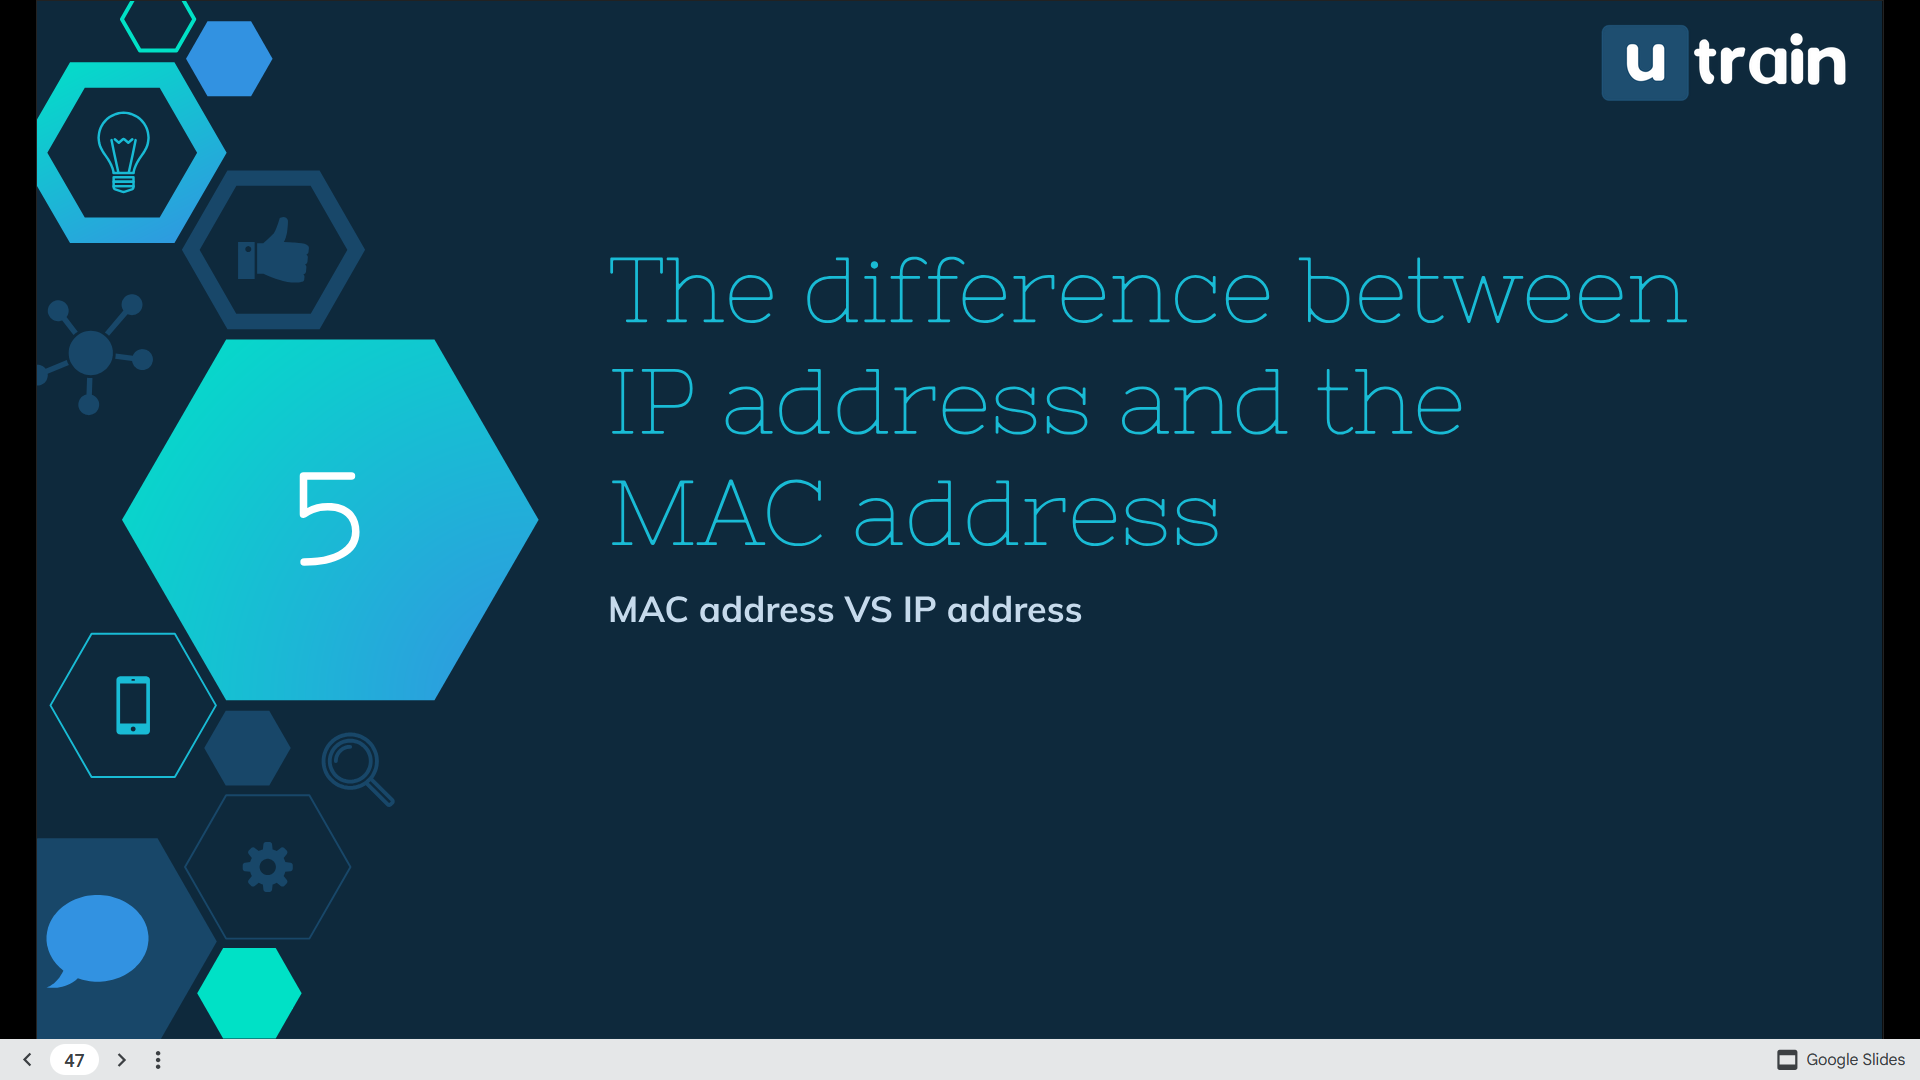 u train
The difference between
IP address and the
MAC address
MAC address VS IP address
5
47
Google Slides